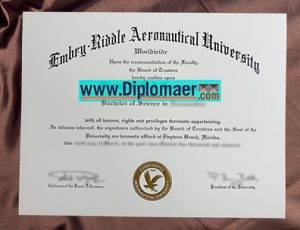 Embry-Riddle Aeronautical University
Worldwide
Upon the recommendation of the Faculty,
the Board of Trustees
hereby confers upon
www.Diplomaer.com
Bachelor of Science in
with all honors, rights and privileges thereunto appertaining.
In witness thereof, the signatures authorized by the Board of Trustees and the Seal of the
University are hereunto affixed at Daytona Beach, Florida,
Chairman of the Board of Trustees
President of the University